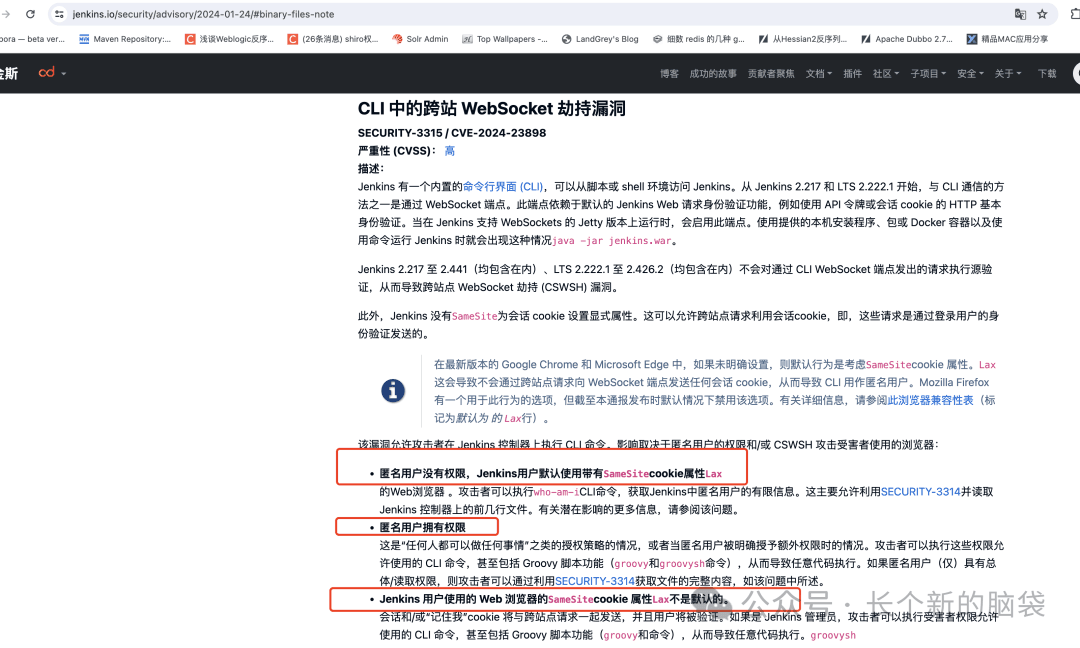 jenkins.io/security/advisory/2024-01-24/#binary-files-note
pora — beta ver...
Maven Repository:...
浅谈Weblogic反序...
(26条消息) shiro权...
Solr Admin
Top Wallpapers –...
LandGrey's Blog
细数 redis 的几种 g...
从Hessian2反序列...
Apache Dubbo 2.7...
精品MAC应用分享
金斯
cd
博客
成功的故事
贡献者聚焦
文档
插件
社区
子项目
安全
关于
下载
CLI 中的跨站 WebSocket 劫持漏洞
SECURITY-3315 / CVE-2024-23898
严重性 (CVSS)： 高
描述：
Jenkins 有一个内置的命令行界面 (CLI)，可以从脚本或 shell 环境访问 Jenkins。从 Jenkins 2.217 和 LTS 2.222.1 开始，与 CLI 通信的方
法之一是通过 WebSocket 端点。此端点依赖于默认的 Jenkins Web 请求身份验证功能，例如使用 API 令牌或会话 cookie 的 HTTP 基本
身份验证。当在 Jenkins 支持 WebSockets 的 Jetty 版本上运行时，会启用此端点。使用提供的本机安装程序、包或 Docker 容器以及使
用命令运行 Jenkins 时就会出现这种情况java -jar jenkins.war。
Jenkins 2.217 至 2.441（均包含在内）、LTS 2.222.1 至 2.426.2（均包含在内）不会对通过 CLI WebSocket 端点发出的请求执行源验
证，从而导致跨站点 WebSocket 劫持 (CSWSH) 漏洞。
此外，Jenkins 没有SameSite为会话 cookie 设置显式属性。这可以允许跨站点请求利用会话cookie，即，这些请求是通过登录用户的身
份验证发送的。
在最新版本的 Google Chrome 和 Microsoft Edge 中，如果未明确设置，则默认行为是考虑SameSitecookie 属性。Lax
这会导致不会通过跨站点请求向 WebSocket 端点发送任何会话 cookie，从而导致 CLI 用作匿名用户。Mozilla Firefox
有一个用于此行为的选项，但截至本通报发布时默认情况下禁用该选项。有关详细信息，请参阅此浏览器兼容性表（标
记为默认为 的 Lax行）。
该漏洞允许攻击者在 Jenkins 控制器上执行 CLI 命令。影响取决于匿名用户的权限和/或 CSWSH 攻击受害者使用的浏览器：
• 匿名用户没有权限，Jenkins用户默认使用带有SameSitecookie属性Lax
的Web浏览器 。攻击者可以执行who-am-iCLI命令，获取Jenkins中匿名用户的有限信息。这主要允许利用SECURITY-3314并读取
Jenkins 控制器上的前几行文件。有关潜在影响的更多信息，请参阅该问题。
• 匿名用户拥有权限
这是“任何人都可以做任何事情”之类的授权策略的情况，或者当匿名用户被明确授予额外权限时的情况。攻击者可以执行这些权限允
许使用的 CLI 命令，甚至包括 Groovy 脚本功能（groovy和groovysh命令），从而导致任意代码执行。如果匿名用户（仅）具有总
体/读取权限，则攻击者可以通过利用SECURITY-3314获取文件的完整内容，如该问题中所述。
• Jenkins 用户使用的 Web 浏览器的SameSitecookie 属性Lax不是默认的。
会话和/或“记住我”cookie 将与跨站点请求一起发送，并且用户将被验证。如果是 Jenkins 管理员，攻击者可以执行受害者权限允许
使用的 CLI 命令，甚至包括 Groovy 脚本功能（groovy和命令），从而导致任意代码执行。groovysh
公众号 · 长个新的脑袋